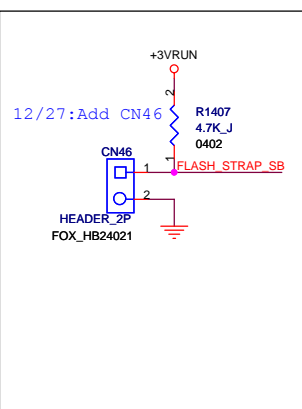 +3VRUN
2
12/27:Add CN46
R1407
4.7K_J
0402
1
CN46
1
FLASH_STRAP_SB
2
HEADER_2P
FOX_HB24021